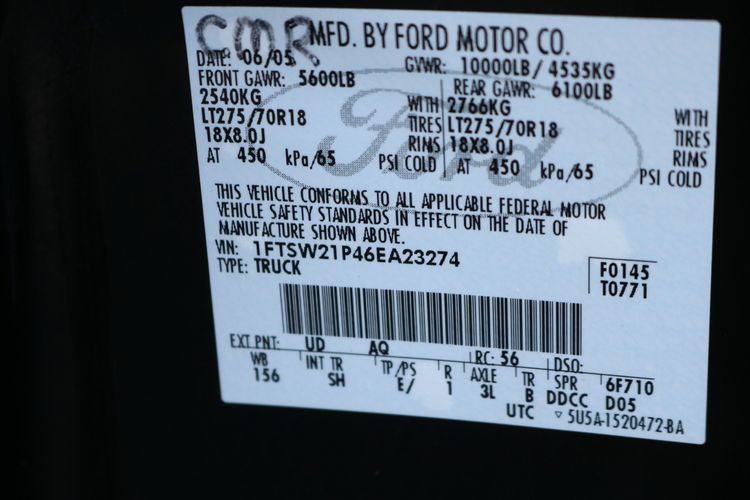 CMR MFD. BY FORD MOTOR CO.
DATE: 06/05 GVWR: 10000LB/ 4535KG
FRONT GAWR: 5600LB REAR GAWR: 6100LB
2540KG WITH 2766KG WITH
LT275/70R18 TIRES LT275/70R18 TIRES
18X8.0J RIMS 18X8.0J RIMS
AT 450 kPa/65 PSI COLD AT 450 kPa/65 PSI COLD
Ford
THIS VEHICLE CONFORMS TO ALL APPLICABLE FEDERAL MOTOR
VEHICLE SAFETY STANDARDS IN EFFECT ON THE DATE OF
MANUFACTURE SHOWN ABOVE.
VIN: 1FTSW21P46EA23274
TYPE: TRUCK
F0145
T0771
EXT PNT: UD AQ RC: 56 DSO:
WB INT TR TP/PS R AXLE TR SPR 6F710
156 SH E/ 1 3L B DDCC D05
UTC ▽ 5U5A-1520472-BA